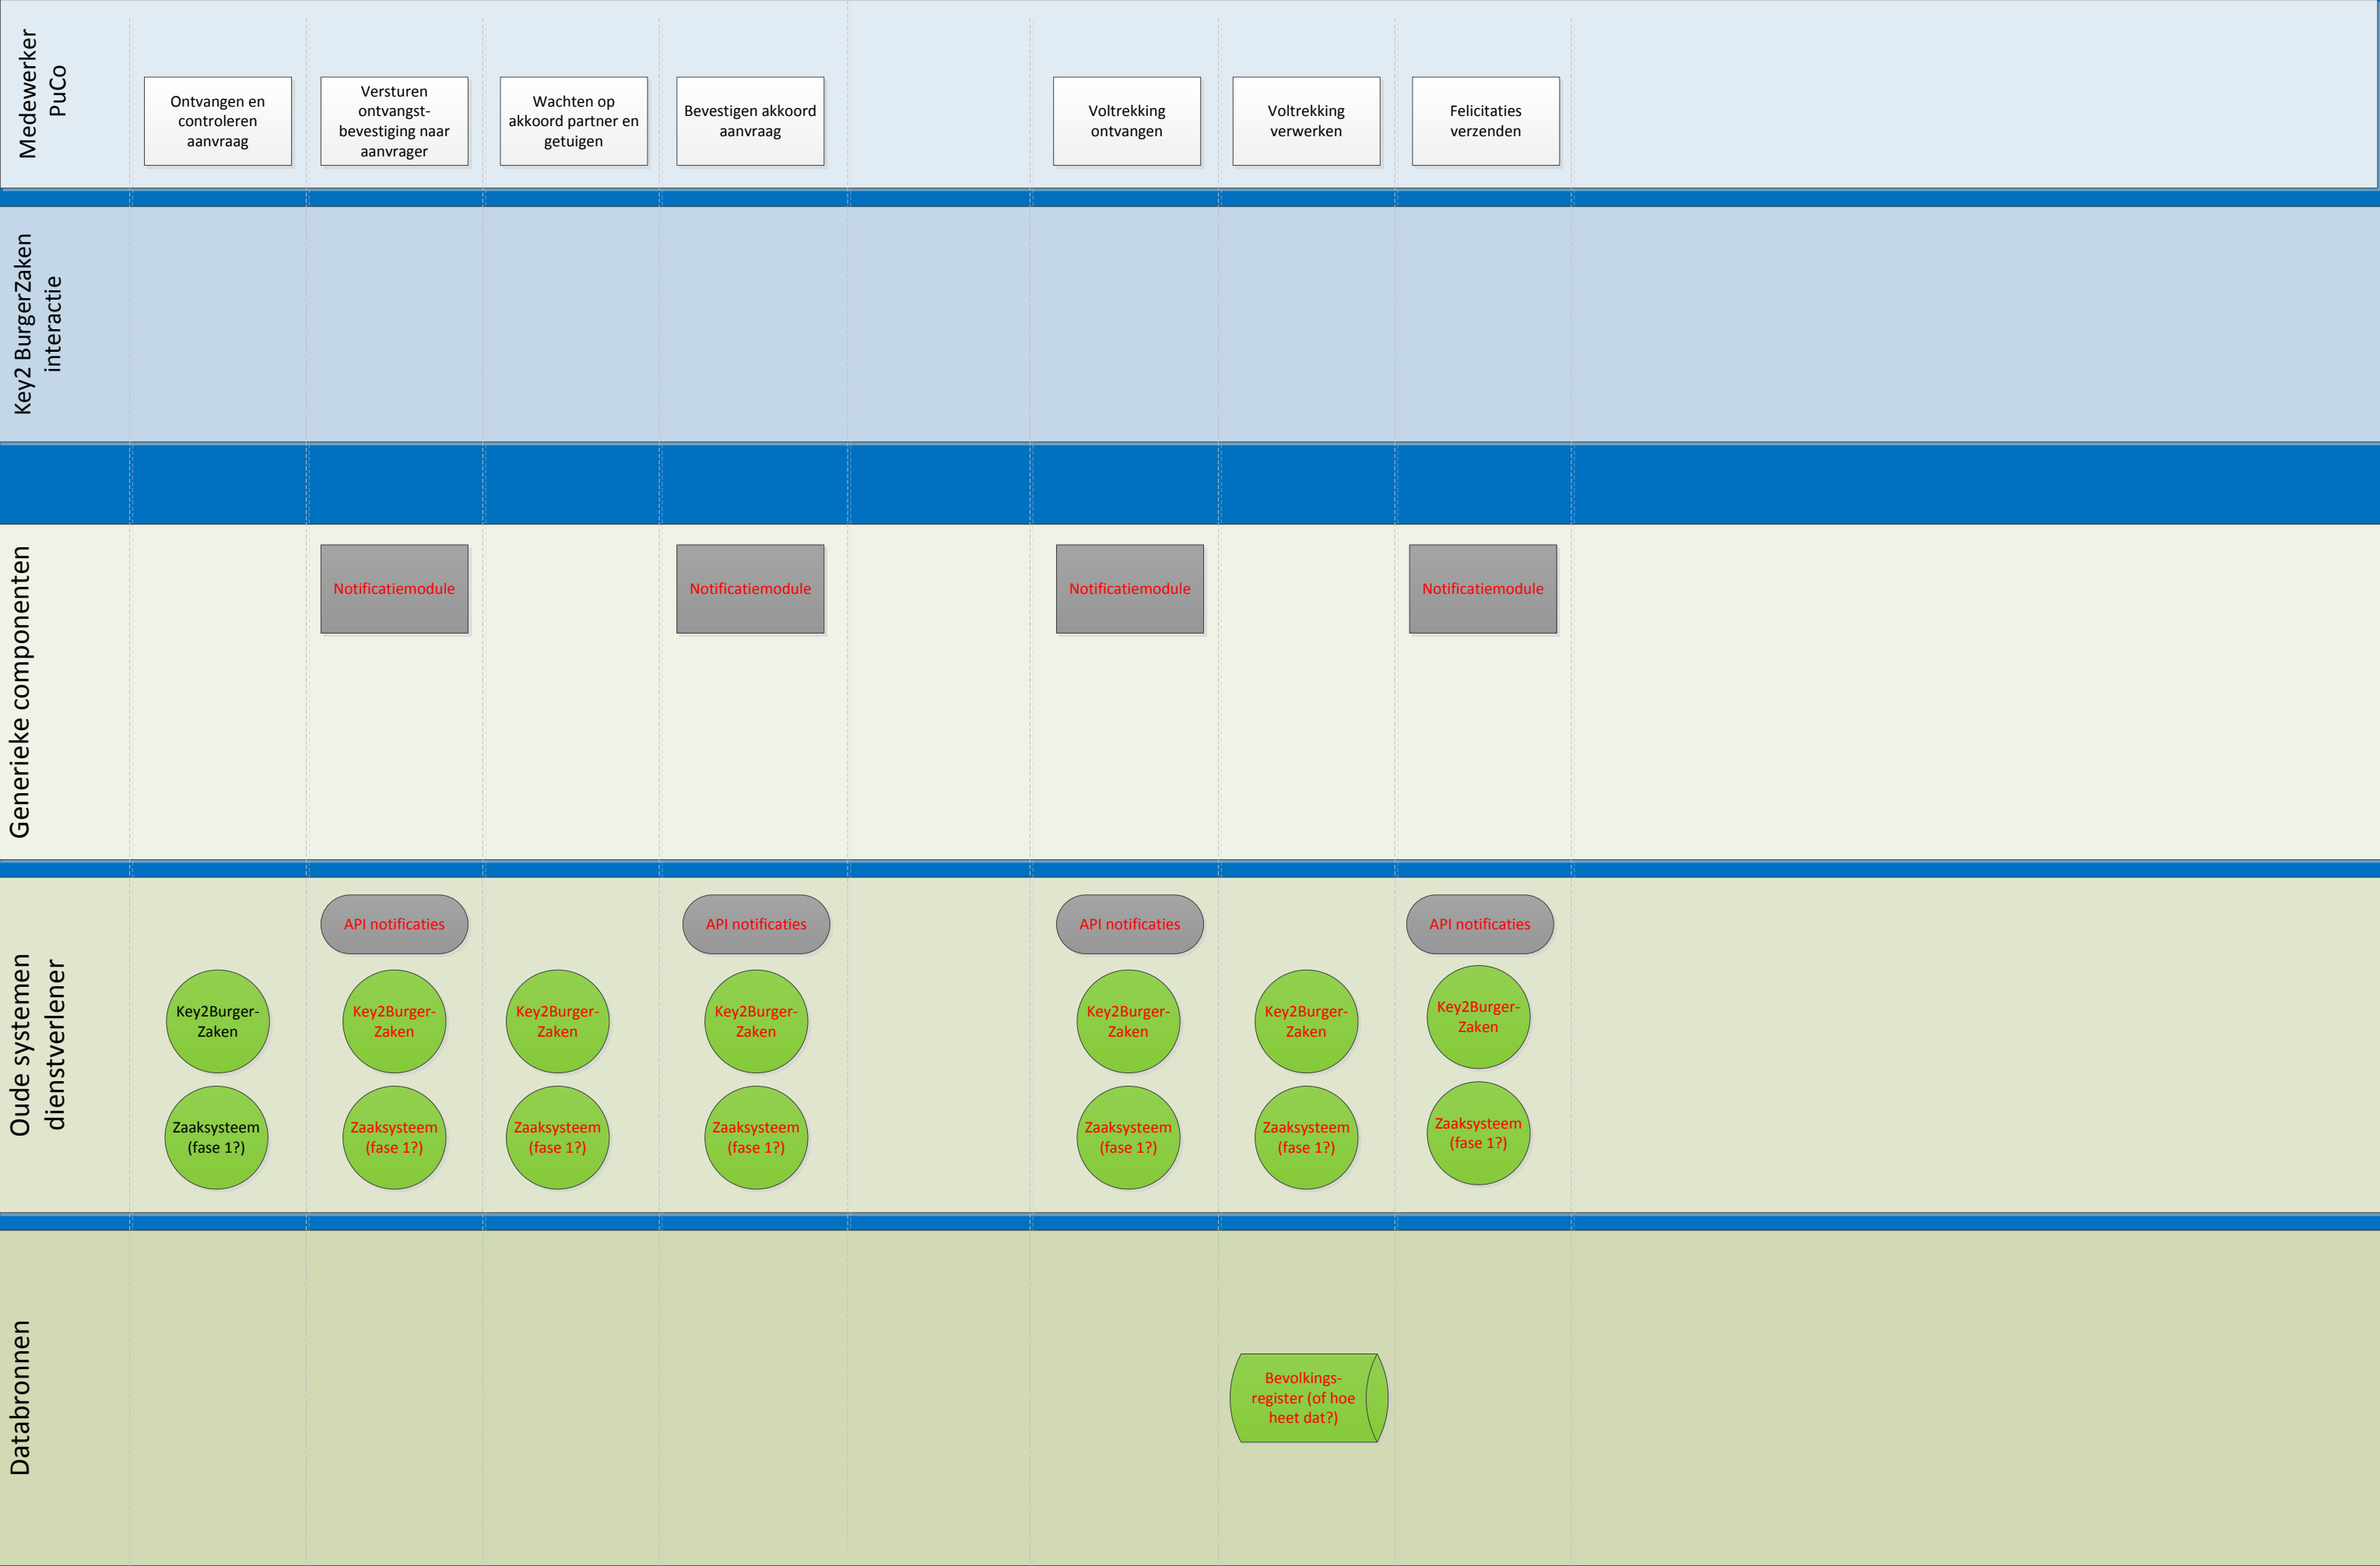 Medewerker
PuCo
Ontvangen en
controleren
aanvraag
Versturen
ontvangst-
bevestiging naar
aanvrager
Wachten op
akkoord partner en
getuigen
Bevestigen akkoord
aanvraag
Voltrekking
ontvangen
Voltrekking
verwerken
Felicitaties
verzenden
Key2 BurgerZaken
interactie
Generieke componenten
Notificatiemodule
Notificatiemodule
Notificatiemodule
Notificatiemodule
Oude systemen
dienstverlener
API notificaties
API notificaties
API notificaties
API notificaties
Key2Burger-
Zaken
Key2Burger-
Zaken
Key2Burger-
Zaken
Key2Burger-
Zaken
Key2Burger-
Zaken
Key2Burger-
Zaken
Key2Burger-
Zaken
Zaaksysteem
(fase 1?)
Zaaksysteem
(fase 1?)
Zaaksysteem
(fase 1?)
Zaaksysteem
(fase 1?)
Zaaksysteem
(fase 1?)
Zaaksysteem
(fase 1?)
Zaaksysteem
(fase 1?)
Databronnen
Bevolkings-
register (of hoe
heet dat?)